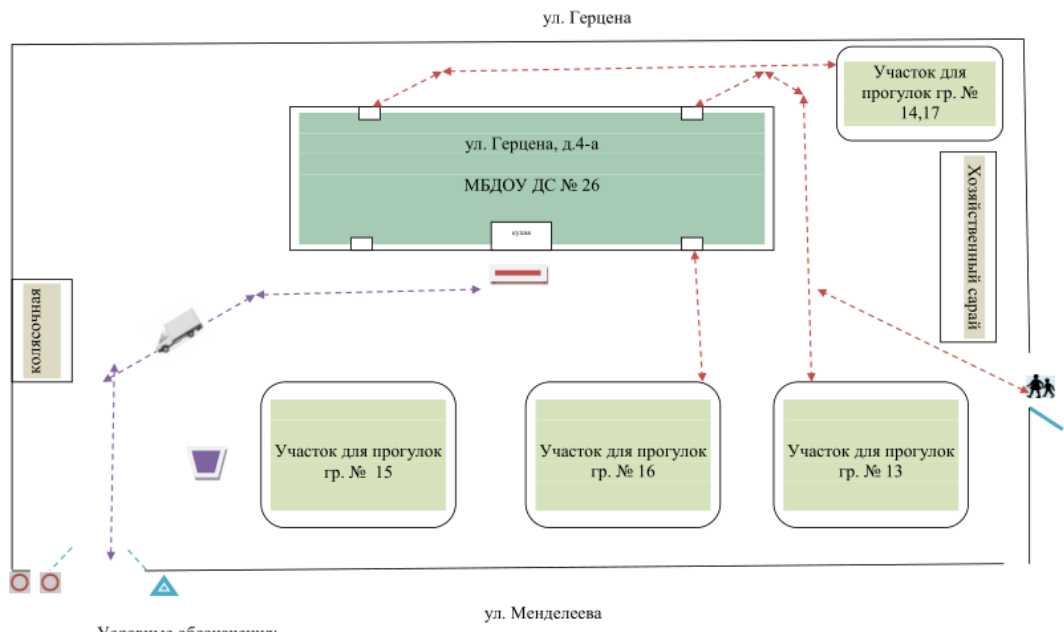 ул. Герцена
Участок для
прогулок гр. №
14,17
ул. Герцена, д.4-а
МБДОУ ДС № 26
кухня
Хозяйственный сарай
колясочная
Участок для прогулок
гр. № 15
Участок для прогулок
гр. № 16
Участок для прогулок
гр. № 13
ул. Менделеева
Условные обозначения: